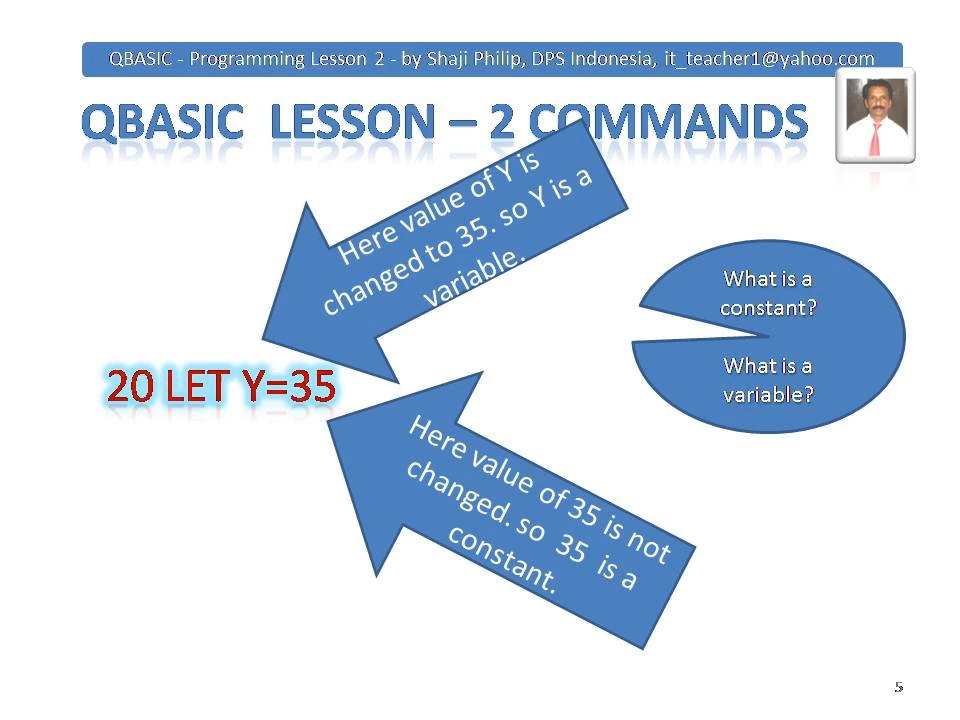 QBASIC - Programming Lesson 2 - by Shaji Philip, DPS Indonesia, it_teacher1@yahoo.com
QBASIC LESSON – 2 COMMANDS
Here value of Y is
changed to 35. so Y is a
variable.
What is a
constant?
What is a
variable?
20 LET Y=35
Here value of 35 is not
changed. so 35 is a
constant.
5